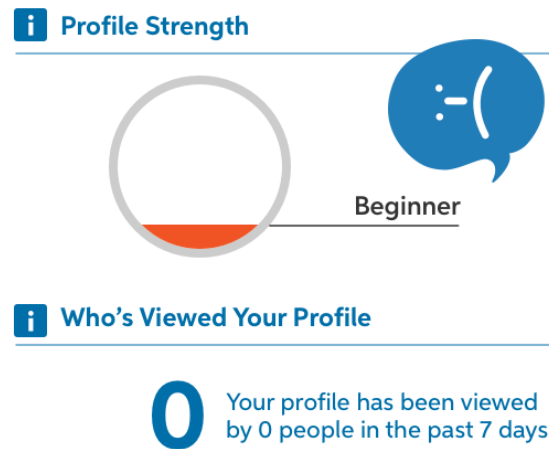 i Profile Strength
:-(
Beginner
i Who's Viewed Your Profile
0
Your profile has been viewed
by 0 people in the past 7 days